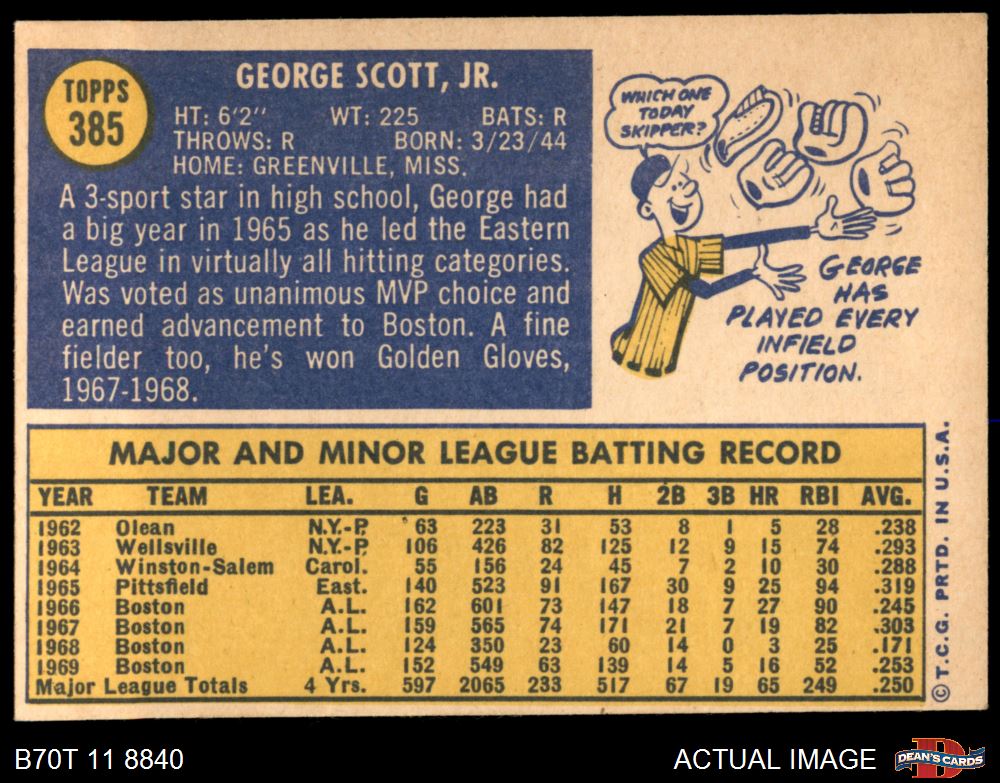 TOPPS
385
GEORGE SCOTT, JR.
HT: 6'2" WT: 225 BATS: R
THROWS: R BORN: 3/23/44
HOME: GREENVILLE, MISS.
A 3-sport star in high school, George had
a big year in 1965 as he led the Eastern
League in virtually all hitting categories.
Was voted as unanimous MVP choice and
earned advancement to Boston. A fine
fielder too, he's won Golden Gloves,
1967-1968.
WHICH ONE
TODAY
SKIPPER?
GEORGE
HAS
PLAYED EVERY
INFIELD
POSITION.
MAJOR AND MINOR LEAGUE BATTING RECORD
YEAR TEAM LEA. G AB R H 2B 3B HR RBI AVG.
1962 Olean N.Y.-P. 63 223 31 53 8 1 5 28 .238
1963 Wellsville N.Y.-P. 106 426 82 125 12 9 15 74 .293
1964 Winston-Salem Carol. 55 156 24 45 7 2 10 30 .288
1965 Pittsfield East. 140 523 91 167 30 9 25 94 .319
1966 Boston A.L. 162 601 73 147 18 7 27 90 .245
1967 Boston A.L. 159 565 74 171 21 7 19 82 .303
1968 Boston A.L. 124 350 23 60 14 0 3 25 .171
1969 Boston A.L. 152 549 63 139 14 5 16 52 .253
Major League Totals 4 Yrs. 597 2065 233 517 67 19 65 249 .250
© T.C.G. PRTD. IN U.S.A.
B70T 11 8840
ACTUAL IMAGE
D
DEAN'S CARDS